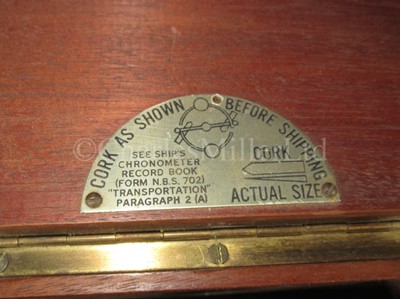 CORK AS SHOWN BEFORE SHIPPING
SEE SHIP'S
CHRONOMETER
RECORD BOOK
(FORM N.B.S. 702)
"TRANSPORTATION"
PARAGRAPH 2 (A)
CORK
ACTUAL SIZE